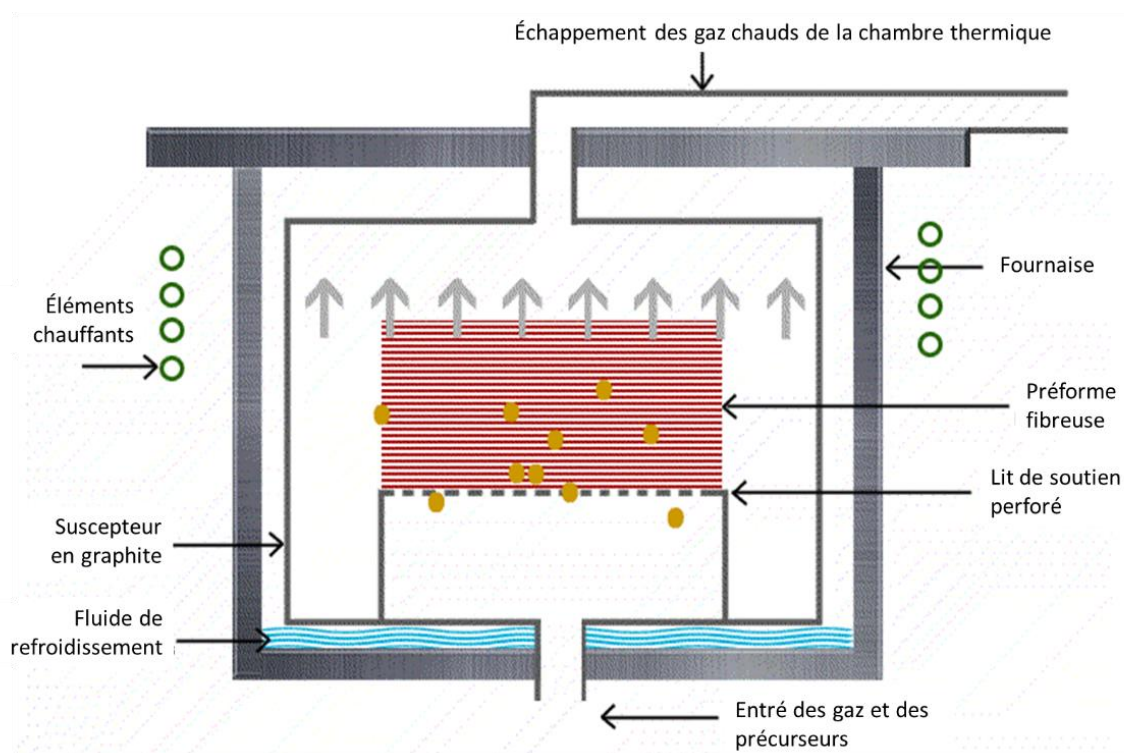 Échappement des gaz chauds de la chambre thermique
Fournaise
Éléments
chauffants
Préforme
fibreuse
Lit de soutien
perforé
Suscepteur
en graphite
Fluide de
refroidissement
Entré des gaz et des
précurseurs